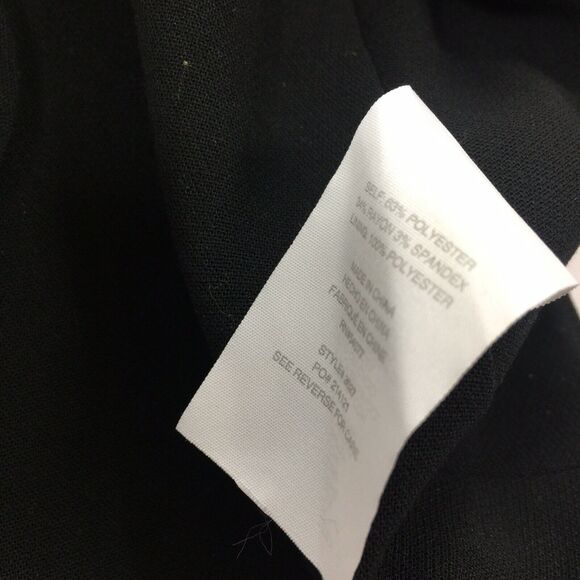 SELF: 63% POLYESTER
34% RAYON 3% SPANDEX
LINING: 100% POLYESTER
MADE IN CHINA
HECHO EN CHINA
FABRIQUE EN CHINE
STYLE#
PO#
SEE REVERSE FOR CARE